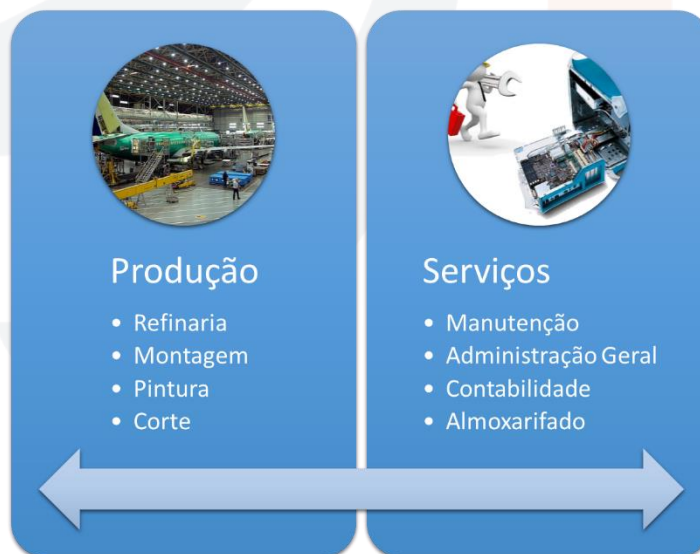 Produção
• Refinaria
• Montagem
• Pintura
• Corte
Serviços
• Manutenção
• Administração Geral
• Contabilidade
• Almoxarifado